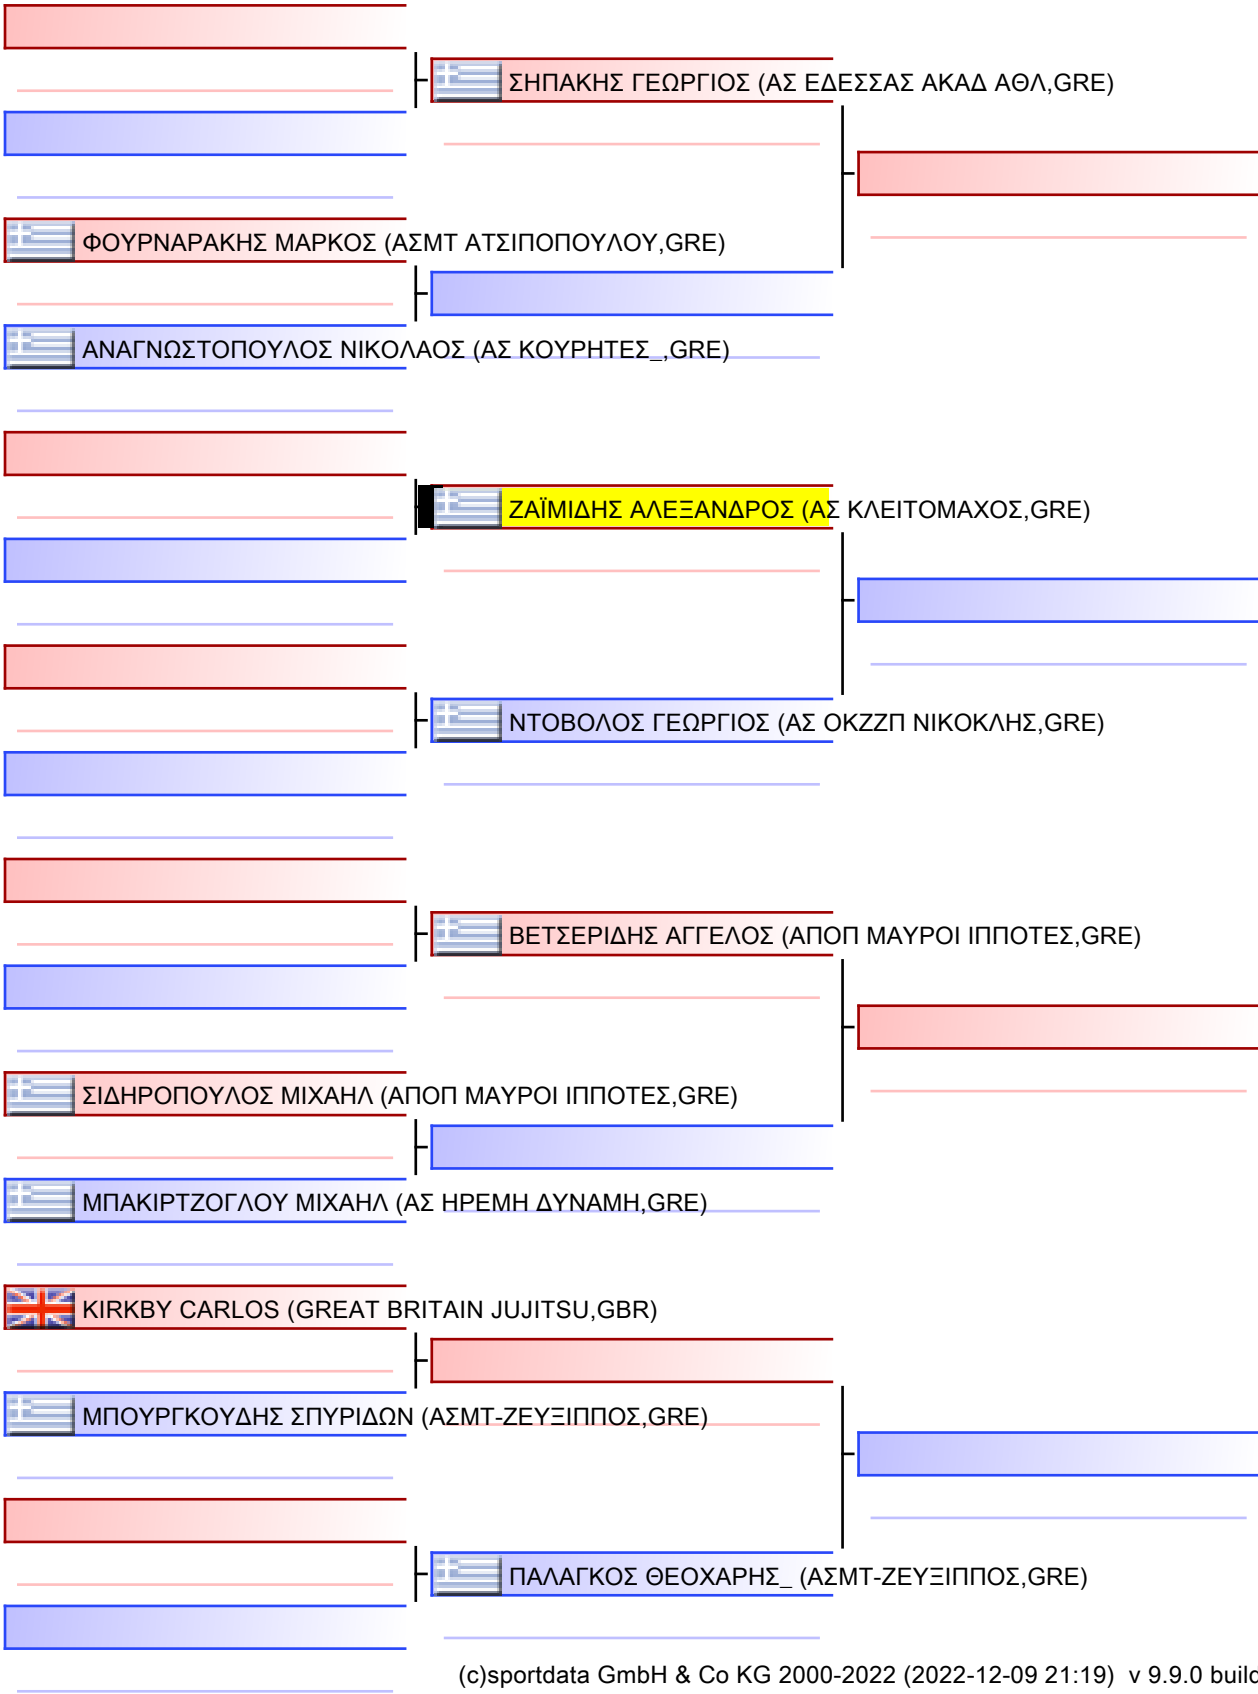 ΣΗΠΑΚΗΣ ΓΕΩΡΓΙΟΣ (ΑΣ ΕΔΕΣΣΑΣ ΑΚΑΔ ΑΘΛ,GRE)
ΦΟΥΡΝΑΡΑΚΗΣ ΜΑΡΚΟΣ (ΑΣΜΤ ΑΤΣΙΠΟΠΟΥΛΟΥ,GRE)
ΑΝΑΓΝΩΣΤΟΠΟΥΛΟΣ ΝΙΚΟΛΑΟΣ (ΑΣ ΚΟΥΡΗΤΕΣ_,GRE)
ΖΑΪΜΙΔΗΣ ΑΛΕΞΑΝΔΡΟΣ (ΑΣ ΚΛΕΙΤΟΜΑΧΟΣ,GRE)
ΝΤΟΒΟΛΟΣ ΓΕΩΡΓΙΟΣ (ΑΣ ΟΚΖΖΠ ΝΙΚΟΚΛΗΣ,GRE)
ΒΕΤΣΕΡΙΔΗΣ ΑΓΓΕΛΟΣ (ΑΠΟΠ ΜΑΥΡΟΙ ΙΠΠΟΤΕΣ,GRE)
ΣΙΔΗΡΟΠΟΥΛΟΣ ΜΙΧΑΗΛ (ΑΠΟΠ ΜΑΥΡΟΙ ΙΠΠΟΤΕΣ,GRE)
ΜΠΑΚΙΡΤΖΟΓΛΟΥ ΜΙΧΑΗΛ (ΑΣ ΗΡΕΜΗ ΔΥΝΑΜΗ,GRE)
KIRKBY CARLOS (GREAT BRITAIN JUJITSU,GBR)
ΜΠΟΥΡΓΚΟΥΔΗΣ ΣΠΥΡΙΔΩΝ (ΑΣΜΤ-ΖΕΥΞΙΠΠΟΣ,GRE)
ΠΑΛΑΓΚΟΣ ΘΕΟΧΑΡΗΣ_ (ΑΣΜΤ-ΖΕΥΞΙΠΠΟΣ,GRE)
(c)sportdata GmbH & Co KG 2000-2022 (2022-12-09 21:19) v 9.9.0 build